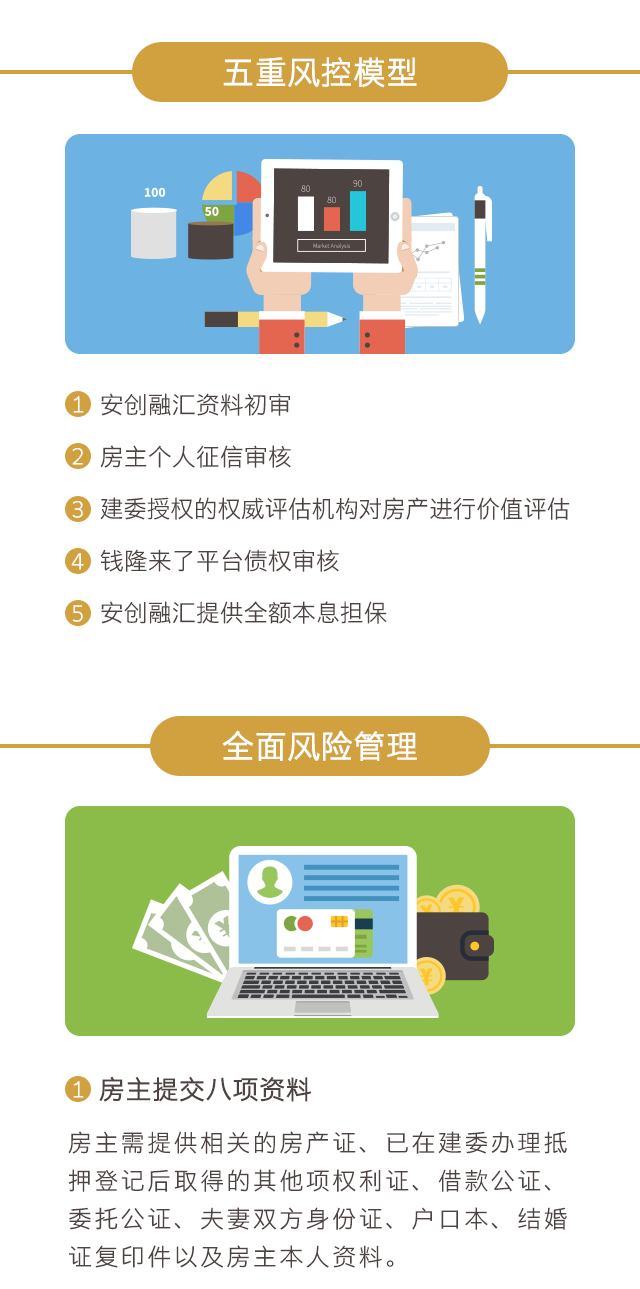 五重风控模型
100
50
80
80
90
Market Analysis
1 安创融汇资料初审
2 房主个人征信审核
3 建委授权的权威评估机构对房产进行价值评估
4 钱隆来了平台债权审核
5 安创融汇提供全额本息担保
全面风险管理
¥
¥
¥
¥
¥
1 房主提交八项资料
房主需提供相关的房产证、已在建委办理抵
押登记后取得的其他项权利证、借款公证、
委托公证、夫妻双方身份证、户口本、结婚
证复印件以及房主本人资料。